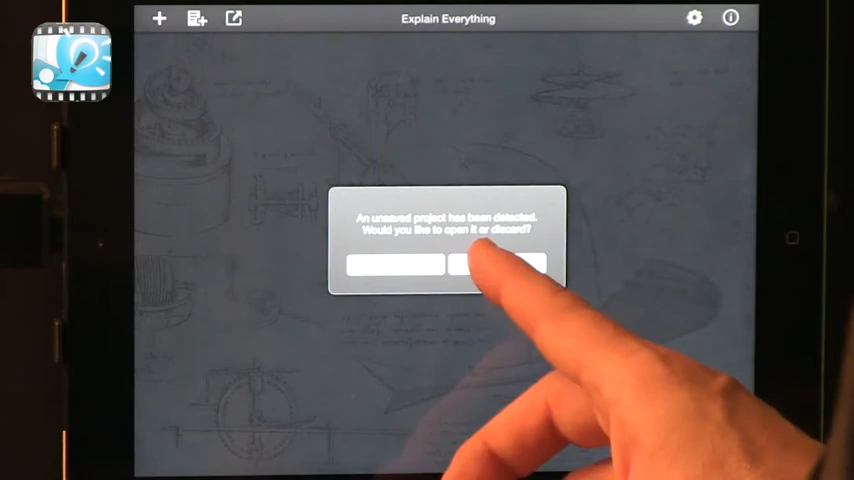 Explain Everything
An unsaved project has been detected.
Would you like to open it or discard?